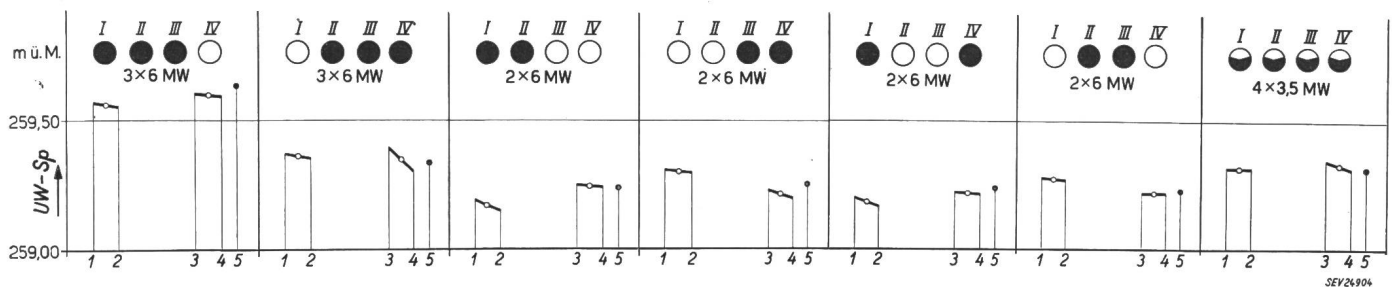 I II III IV I II III IV I II III IV I II III IV I II III IV I II III IV I II III IV
m ü.M.
3×6 MW 3×6 MW 2×6 MW 2×6 MW 2×6 MW 2×6 MW 4×3,5 MW
259,50
UW-Sp
259,00
1 2 3 4 5 1 2 3 4 5 1 2 3 4 5 1 2 3 4 5 1 2 3 4 5 1 2 3 4 5 1 2 3 4 5
SEV24904